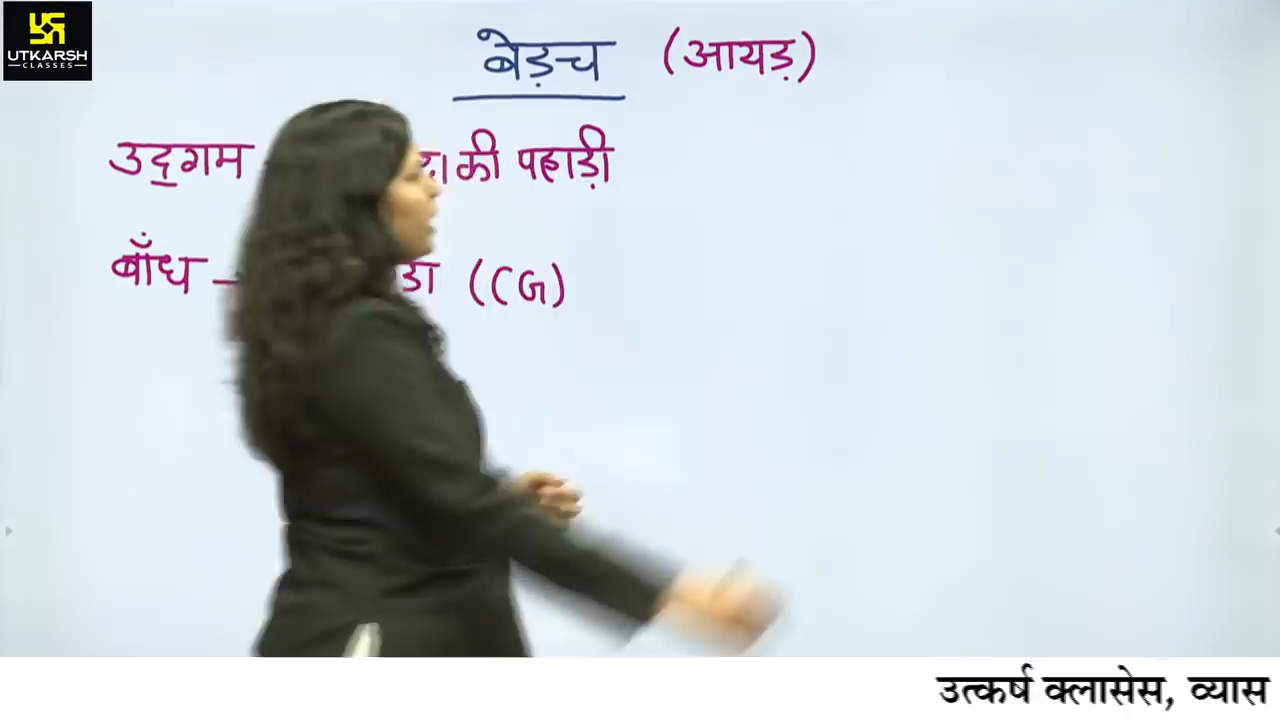 UTKARSH
CLASSES
बेड़च (आयड़)
उद्गम की पहाड़ी
बाँध – (CG)
उत्कर्ष क्लासेस, व्यास